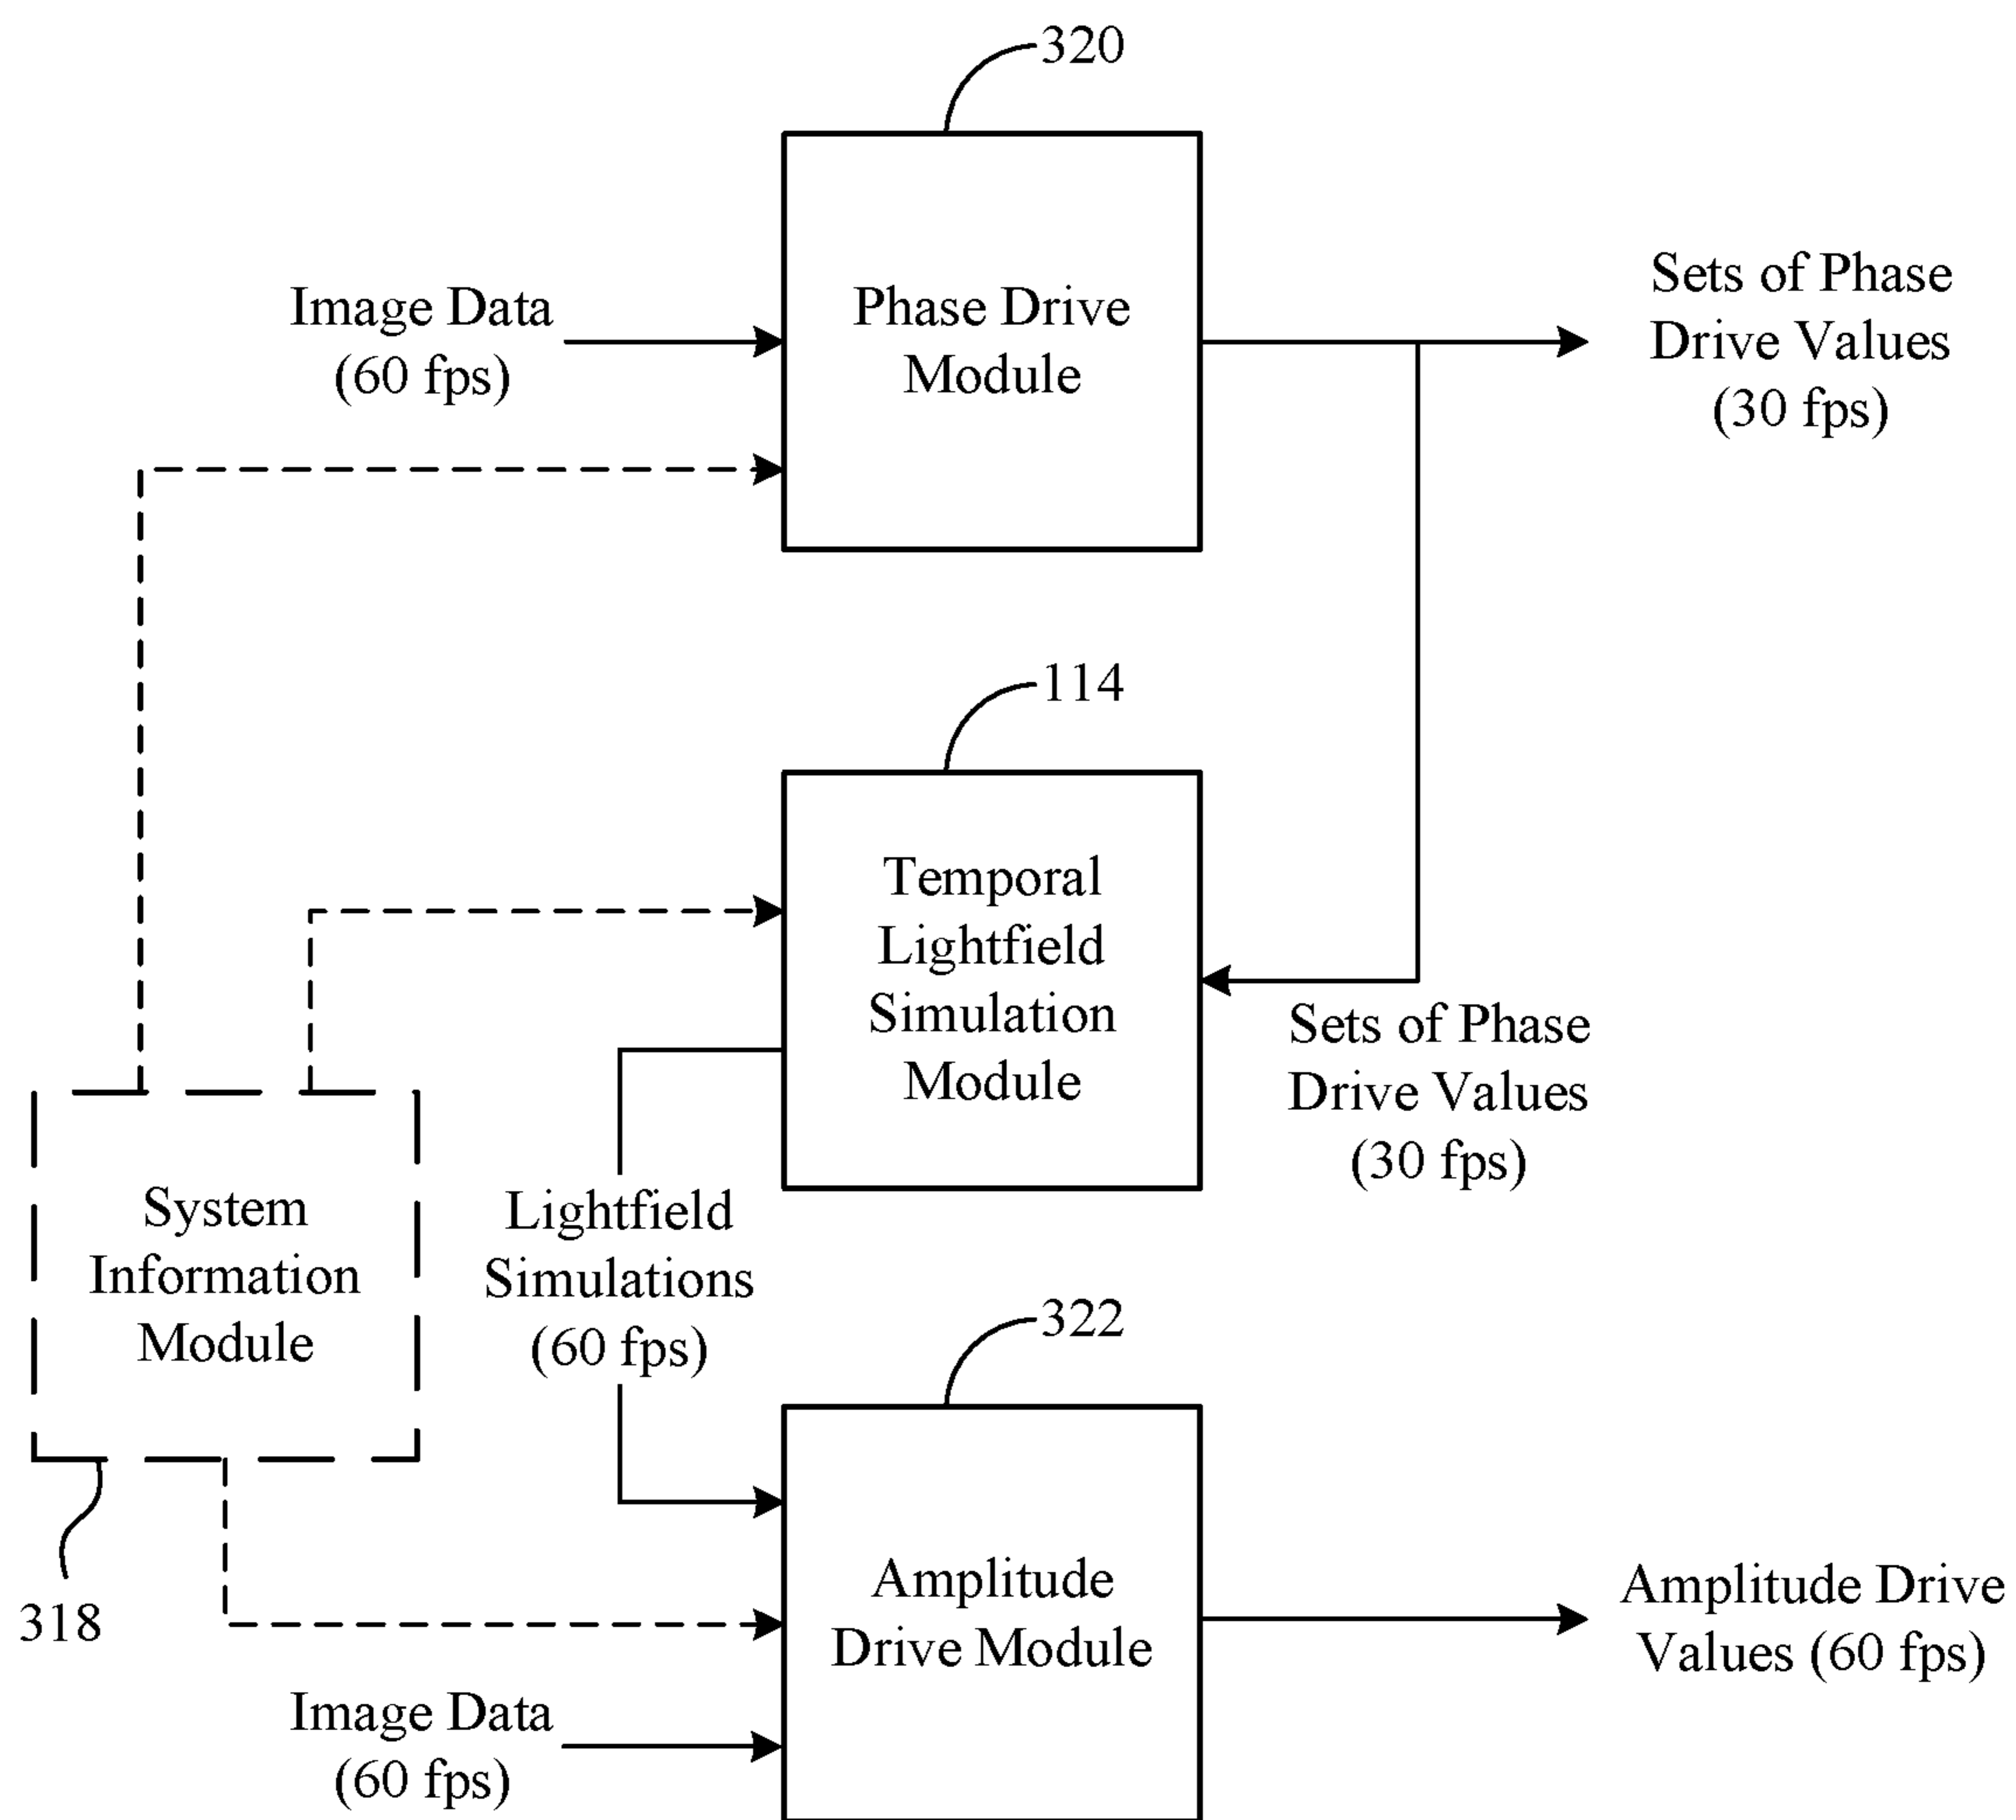 320
Image Data
(60 fps)
Phase Drive
Module
Sets of Phase
Drive Values
(30 fps)
114
Temporal
Lightfield
Simulation
Module
Sets of Phase
Drive Values
(30 fps)
System
Information
Module
318
Lightfield
Simulations
(60 fps)
322
Amplitude
Drive Module
Image Data
(60 fps)
Amplitude Drive
Values (60 fps)